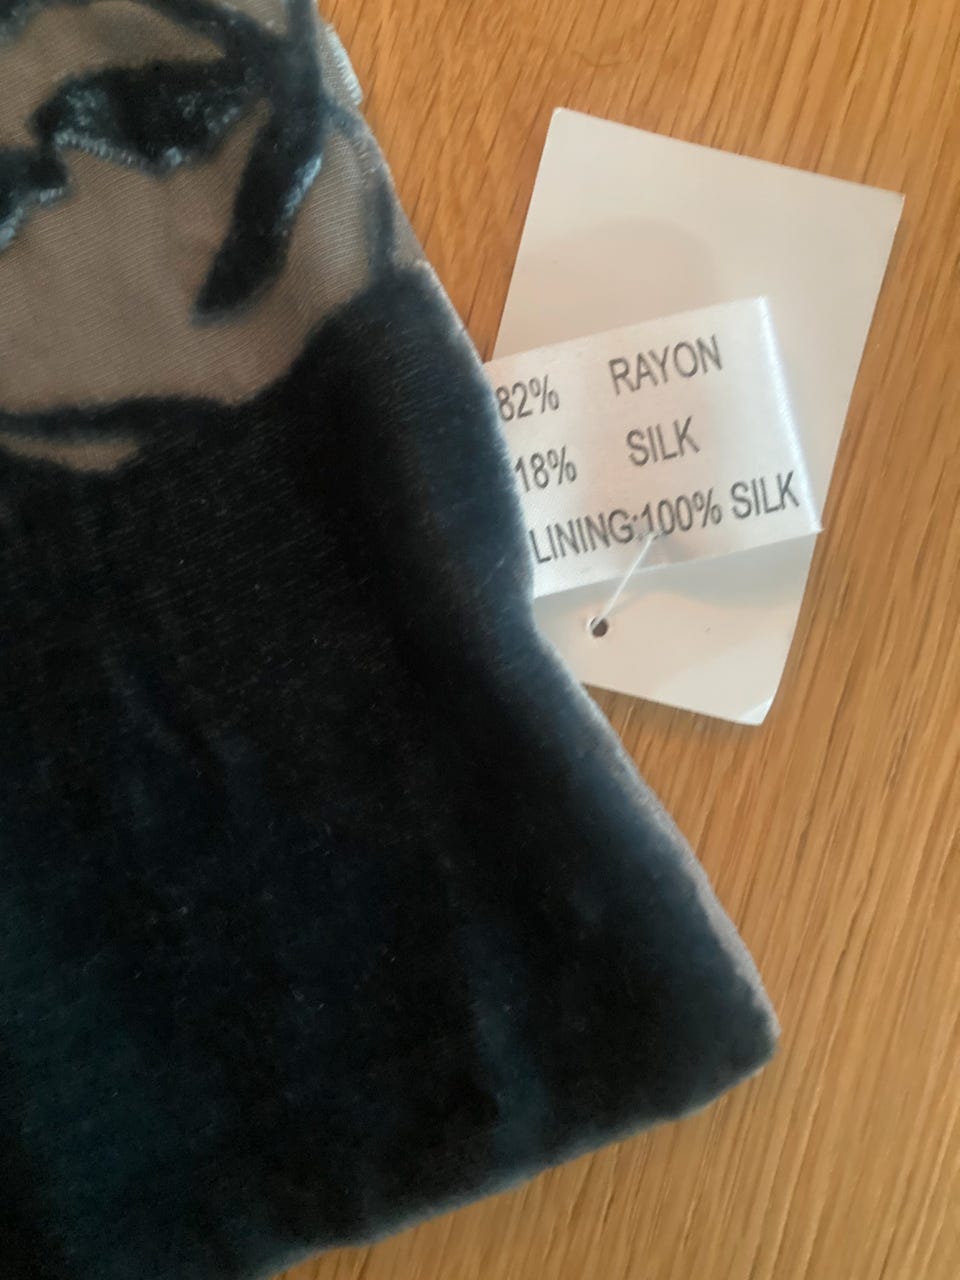 82% RAYON
18% SILK
LINING:100% SILK